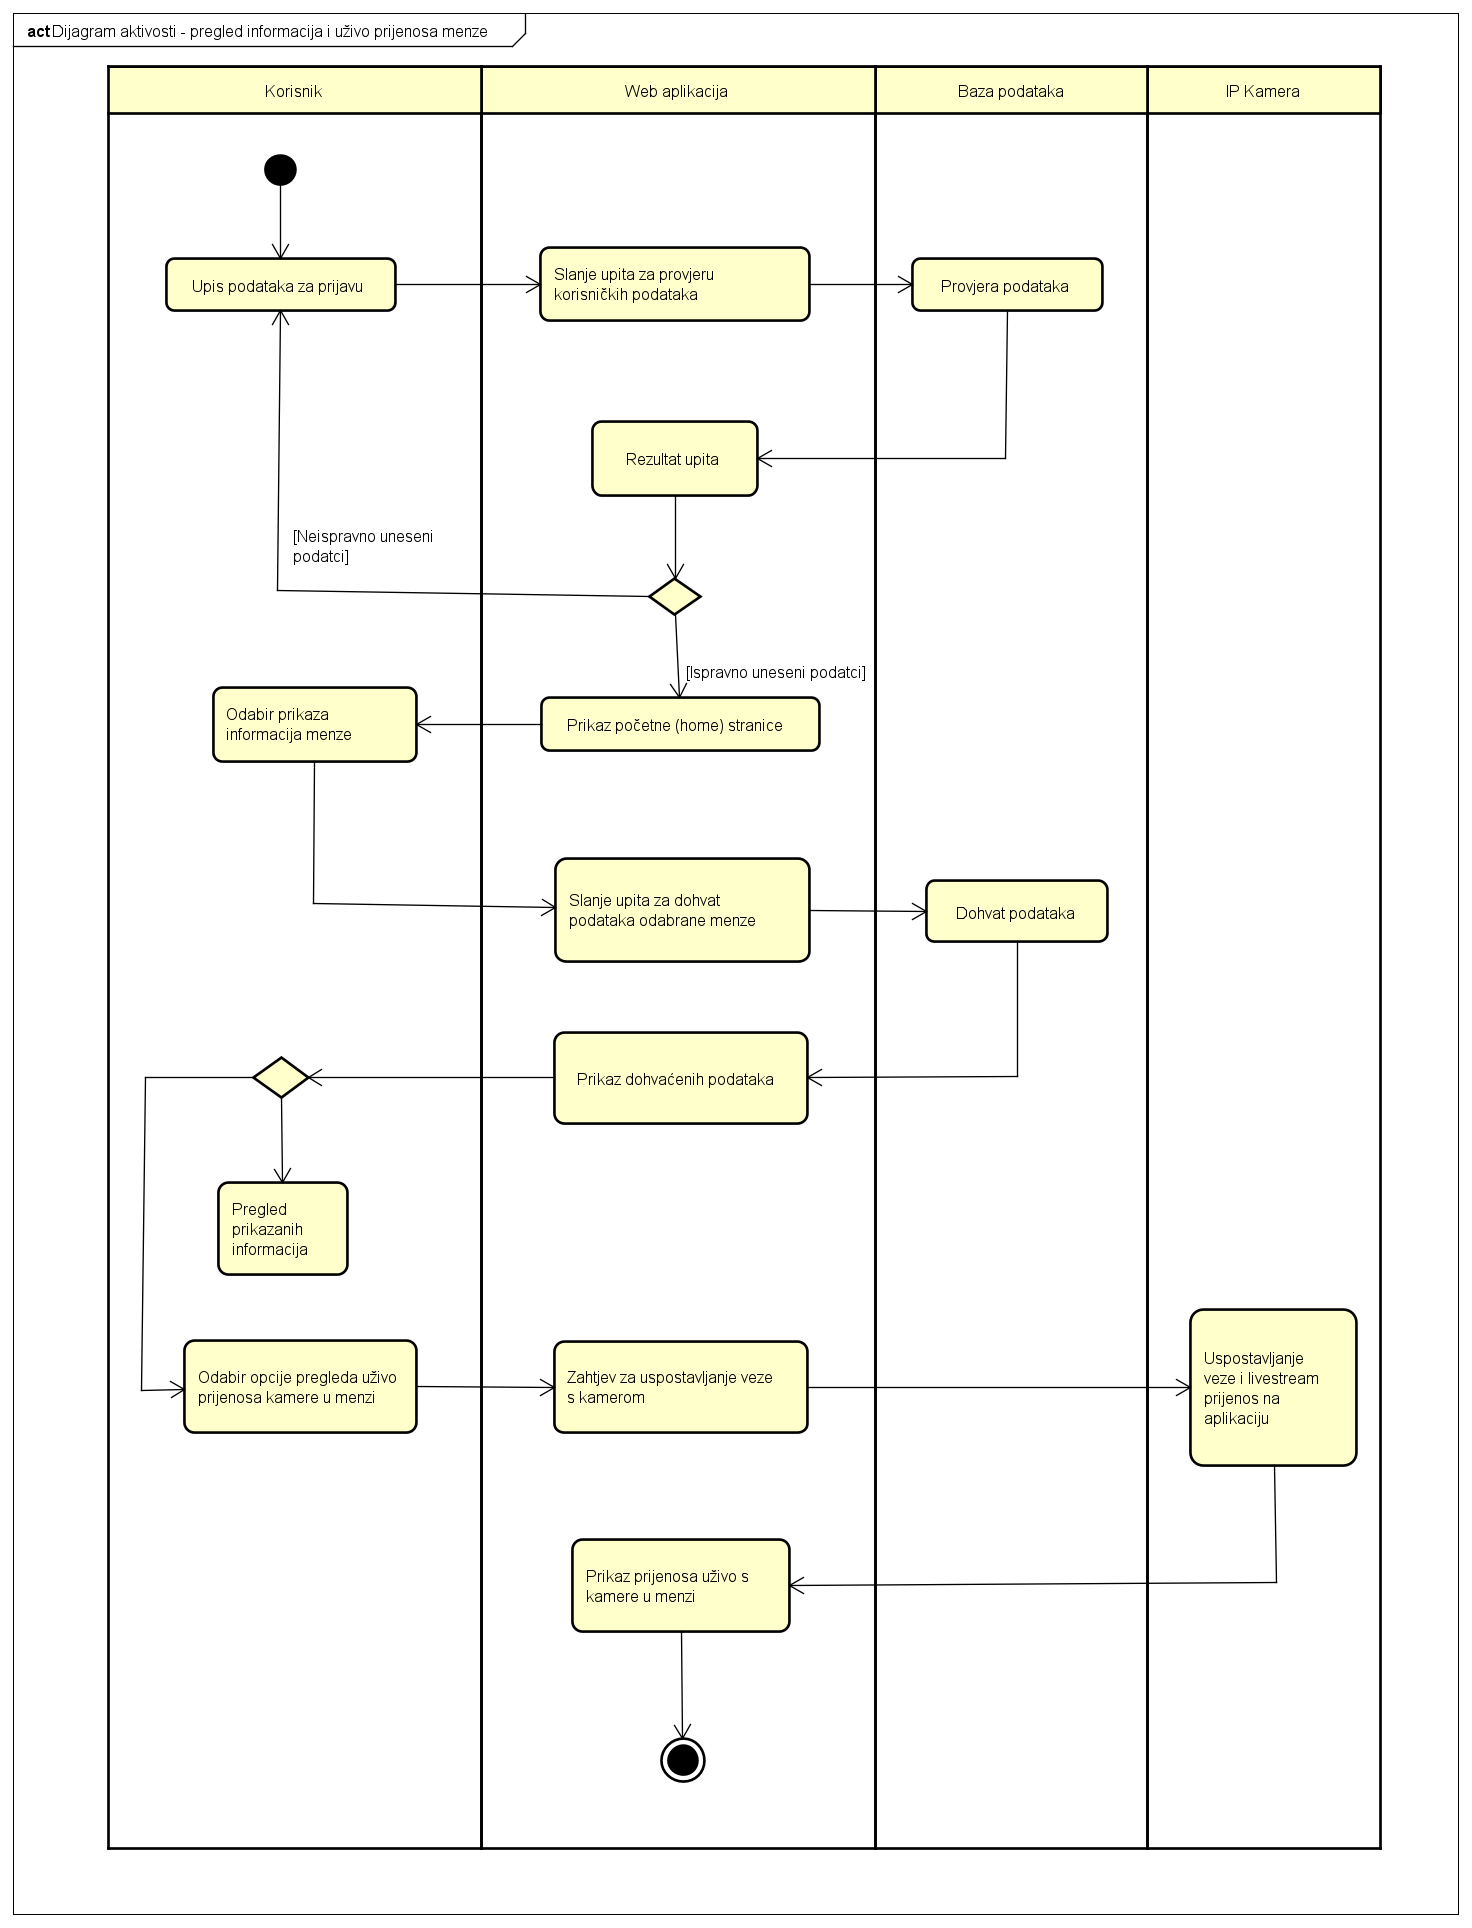 act Dijagram aktivosti - pregled informacija i uživo prijenosa menze
Korisnik
Web aplikacija
Baza podataka
IP Kamera
Upis podataka za prijavu
Slanje upita za provjeru
korisničkih podataka
Provjera podataka
Rezultat upita
[Neispravno uneseni
podatci]
[Ispravno uneseni podatci]
Odabir prikaza
informacija menze
Prikaz početne (home) stranice
Slanje upita za dohvat
podataka odabrane menze
Dohvat podataka
Prikaz dohvaćenih podataka
Pregled
prikazanih
informacija
Odabir opcije pregleda uživo
prijenosa kamere u menzi
Zahtjev za uspostavljanje veze
s kamerom
Uspostavljanje
veze i livestream
prijenos na
aplikaciju
Prikaz prijenosa uživo s
kamere u menzi